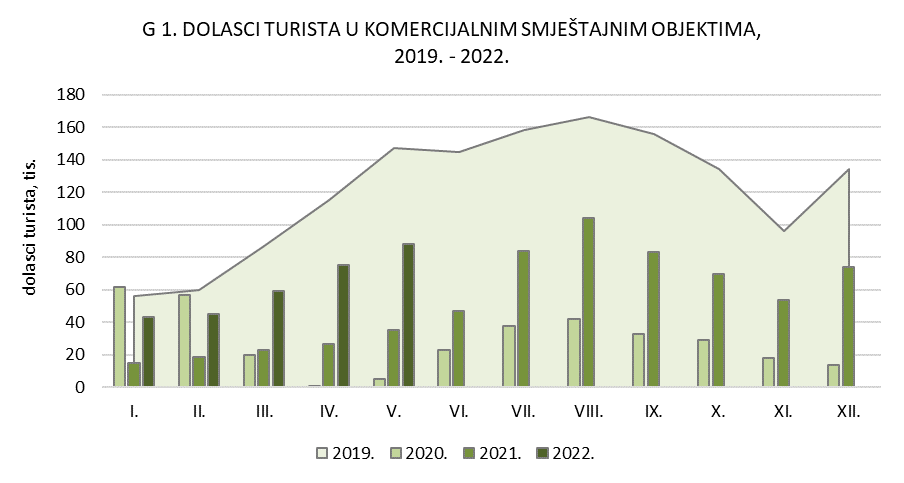 G 1. DOLASCI TURISTA U KOMERCIJALNIM SMJEŠTAJNIM OBJEKTIMA,
2019. - 2022.
dolasci turista, tis.
180
160
140
120
100
80
60
40
20
0
I. II. III. IV. V. VI. VII. VIII. IX. X. XI. XII.
2019. 2020. 2021. 2022.